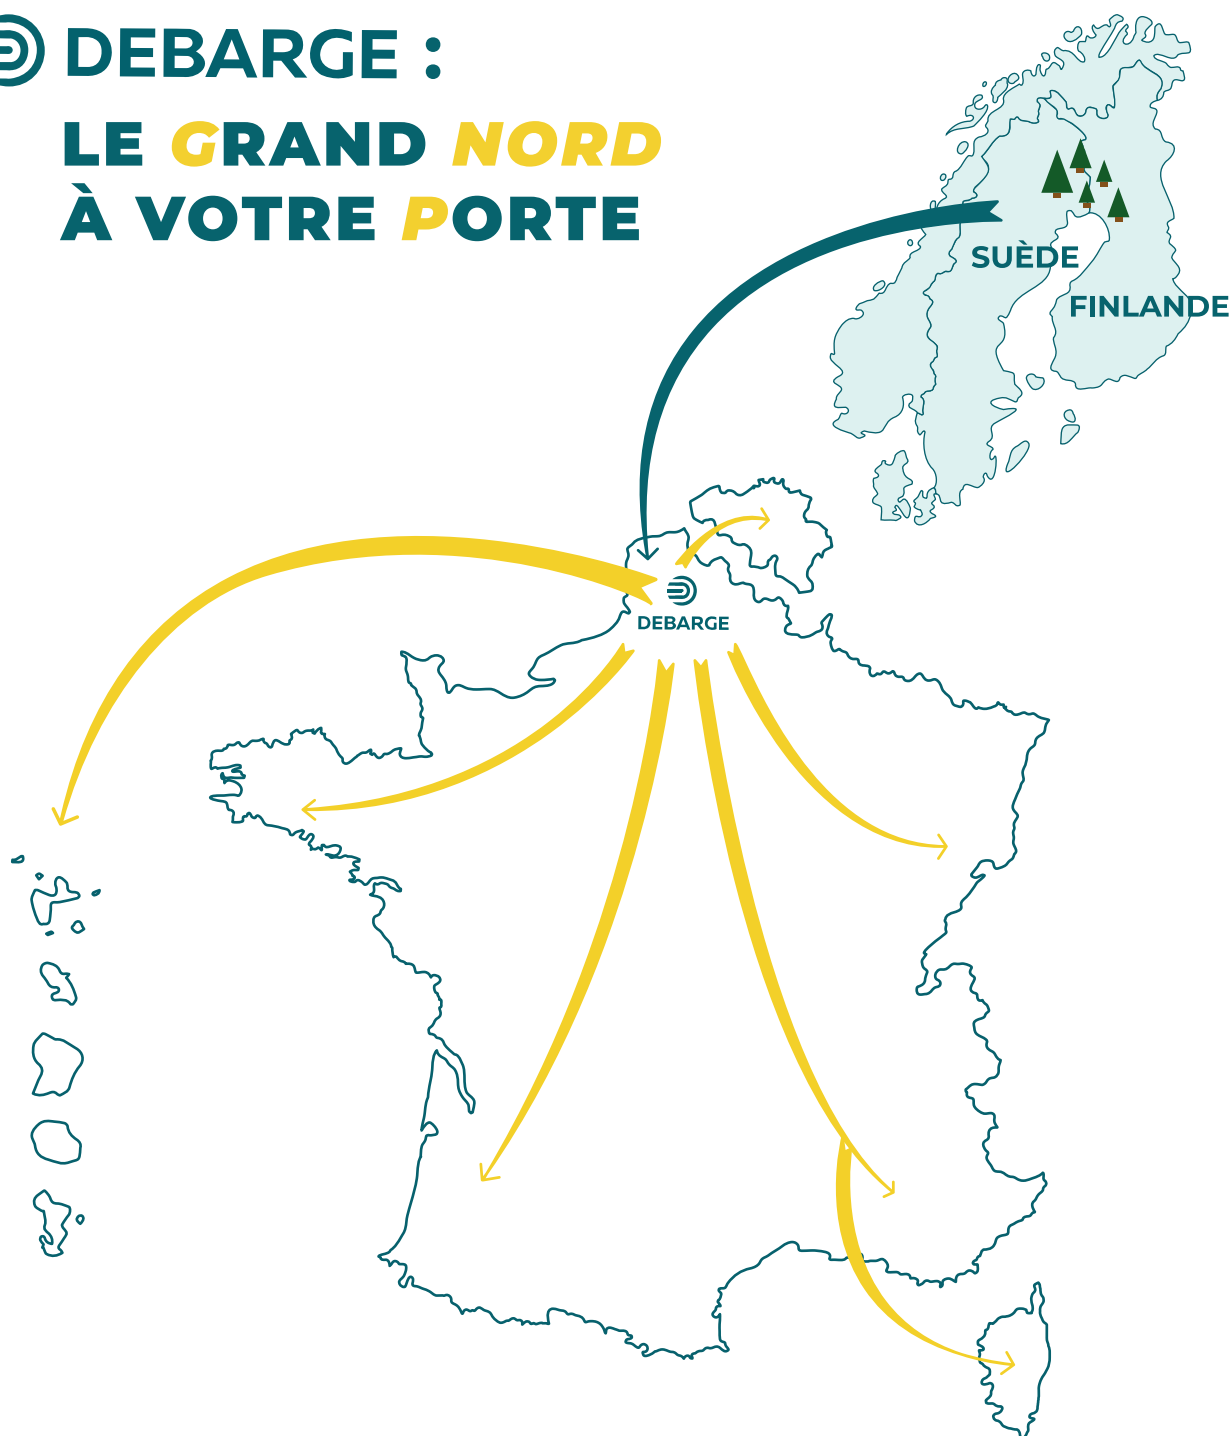 DEBARGE :
LE GRAND NORD
À VOTRE PORTE
SUÈDE
FINLANDE
DEBARGE